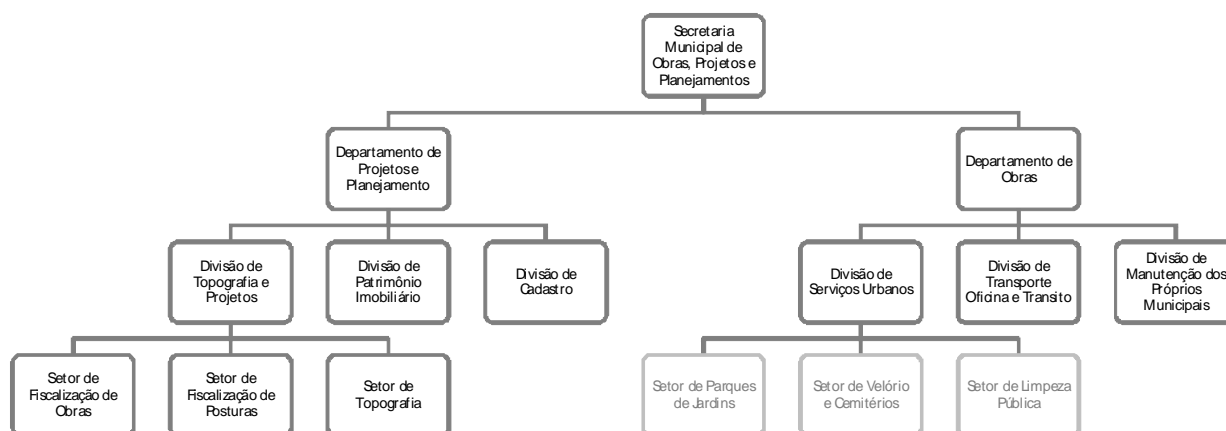 Secretaria
Municipal de
Obras, Projetos e
Planejamentos
Departamento de
Projetos e
Planejamento
Departamento de
Obras
Divisão de
Topografia e
Projetos
Divisão de
Patrimônio
Imobiliário
Divisão de
Cadastro
Divisão de
Serviços Urbanos
Divisão de
Transporte
Oficina e Transito
Divisão de
Manutenção dos
Próprios
Municipais
Setor de
Fiscalização de
Obras
Setor de
Fiscalização de
Posturas
Setor de
Topografia
Setor de Parques
de Jardins
Setor de Velório
e Cemitérios
Setor de Limpeza
Pública